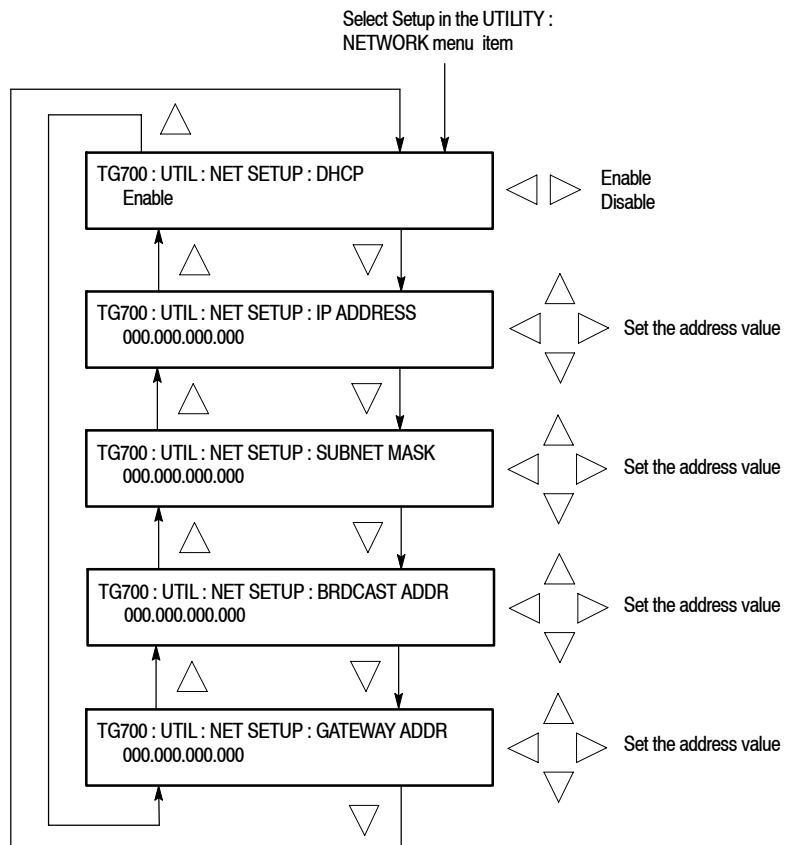 Select Setup in the UTILITY :
NETWORK menu item
TG700 : UTIL : NET SETUP : DHCP
Enable
Enable
Disable
TG700 : UTIL : NET SETUP : IP ADDRESS
000.000.000.000
Set the address value
TG700 : UTIL : NET SETUP : SUBNET MASK
000.000.000.000
Set the address value
TG700 : UTIL : NET SETUP : BRDCAST ADDR
000.000.000.000
Set the address value
TG700 : UTIL : NET SETUP : GATEWAY ADDR
000.000.000.000
Set the address value